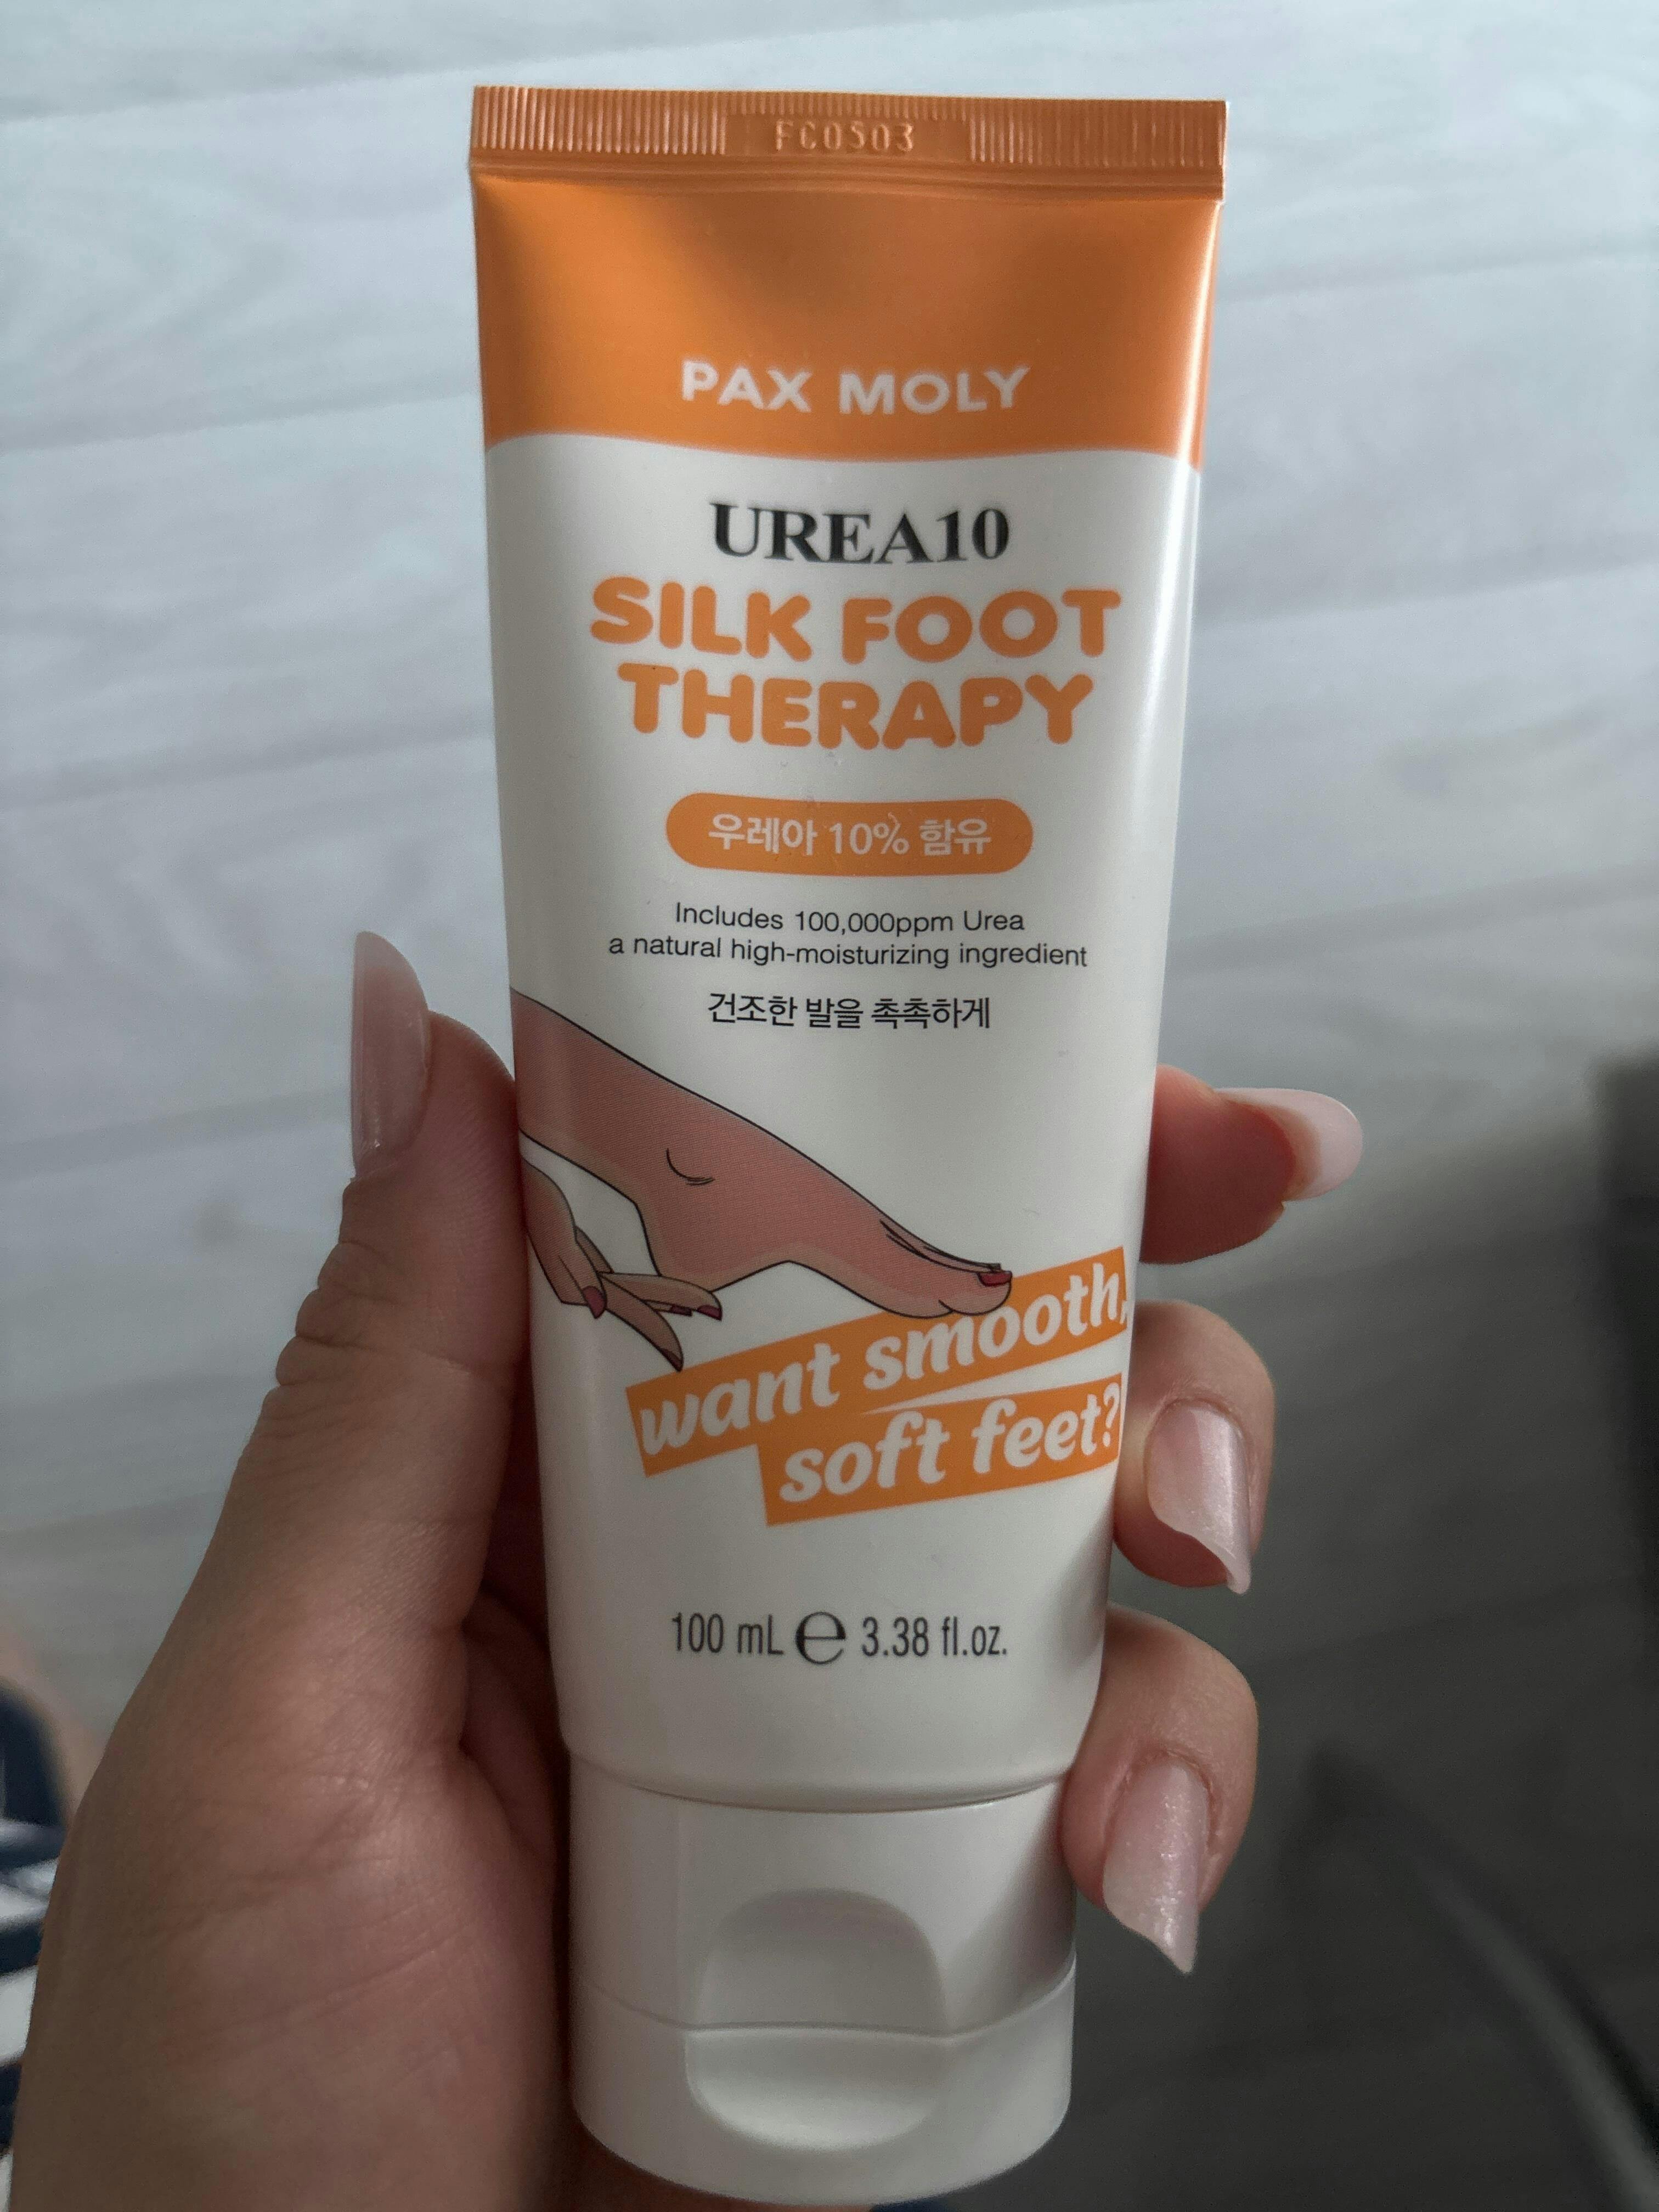 FC0503
PAX MOLY
UREA10
SILK FOOT
THERAPY
우레아 10% 함유
Includes 100,000ppm Urea
a natural high-moisturizing ingredient
건조한 발을 촉촉하게
want smooth,
soft feet?
100 mL ℮ 3.38 fl.oz.